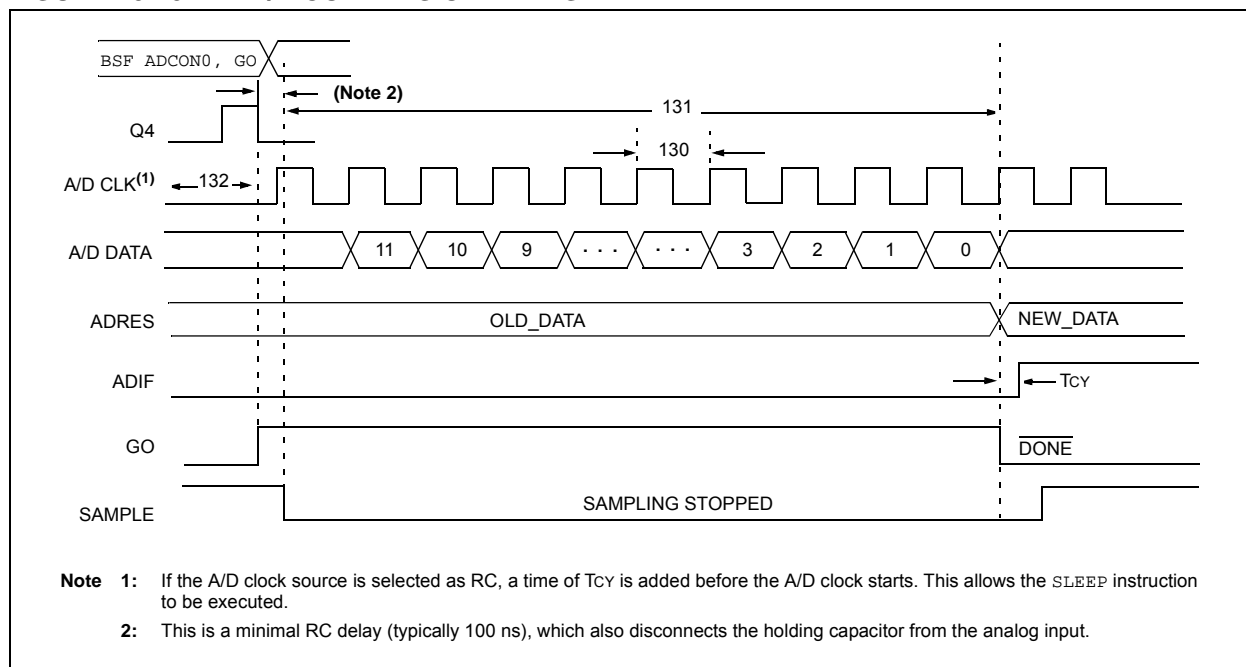 BSF ADCON0, GO
(Note 2)
131
Q4
130
A/D CLK(1)
132
A/D DATA
11 10 9 . . . . . . 3 2 1 0
ADRES
OLD_DATA
NEW_DATA
ADIF
TCY
GO
DONE
SAMPLE
SAMPLING STOPPED
Note 1: If the A/D clock source is selected as RC, a time of TCY is added before the A/D clock starts. This allows the SLEEP instruction
to be executed.
2: This is a minimal RC delay (typically 100 ns), which also disconnects the holding capacitor from the analog input.